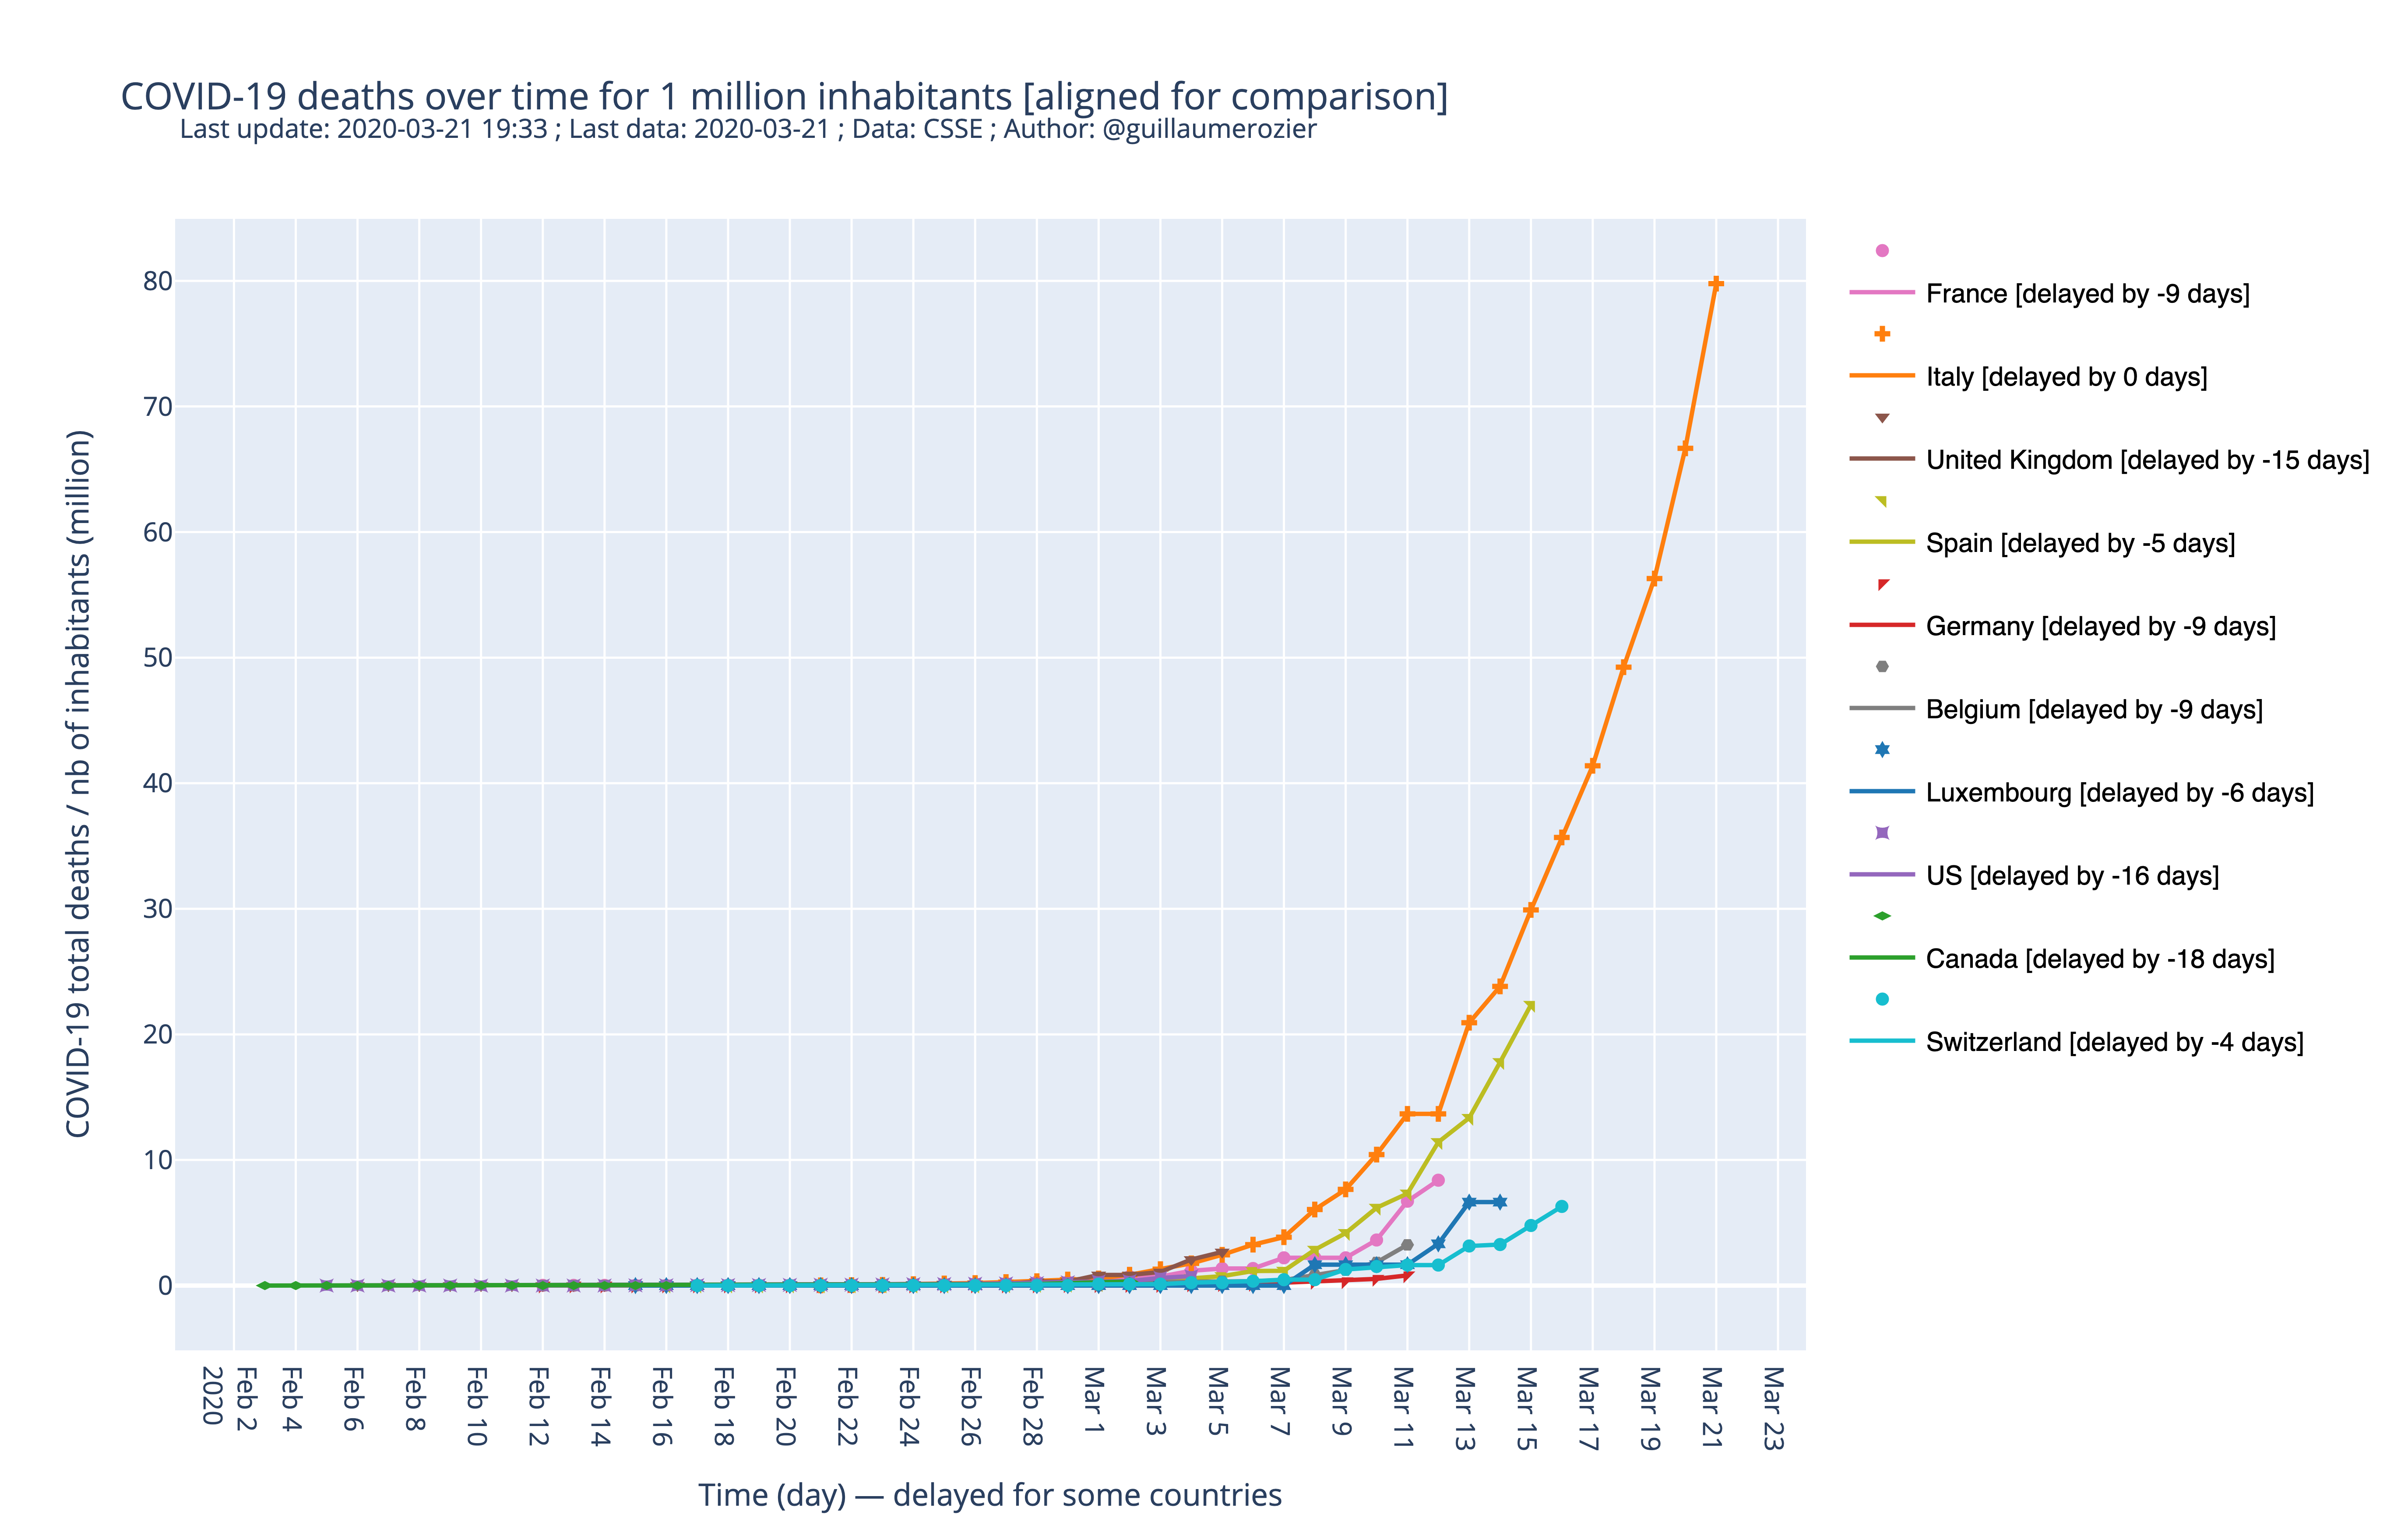 COVID-19 deaths over time for 1 million inhabitants [aligned for comparison]
Last update: 2020-03-21 19:33 ; Last data: 2020-03-21 ; Data: CSSE ; Author: @guillaumerozier
COVID-19 total deaths / nb of inhabitants (million)
80
70
60
50
40
30
20
10
0
Feb 2
2020
Feb 4
Feb 6
Feb 8
Feb 10
Feb 12
Feb 14
Feb 16
Feb 18
Feb 20
Feb 22
Feb 24
Feb 26
Feb 28
Mar 1
Mar 3
Mar 5
Mar 7
Mar 9
Mar 11
Mar 13
Mar 15
Mar 17
Mar 19
Mar 21
Mar 23
Time (day) — delayed for some countries
France [delayed by -9 days]
Italy [delayed by 0 days]
United Kingdom [delayed by -15 days]
Spain [delayed by -5 days]
Germany [delayed by -9 days]
Belgium [delayed by -9 days]
Luxembourg [delayed by -6 days]
US [delayed by -16 days]
Canada [delayed by -18 days]
Switzerland [delayed by -4 days]